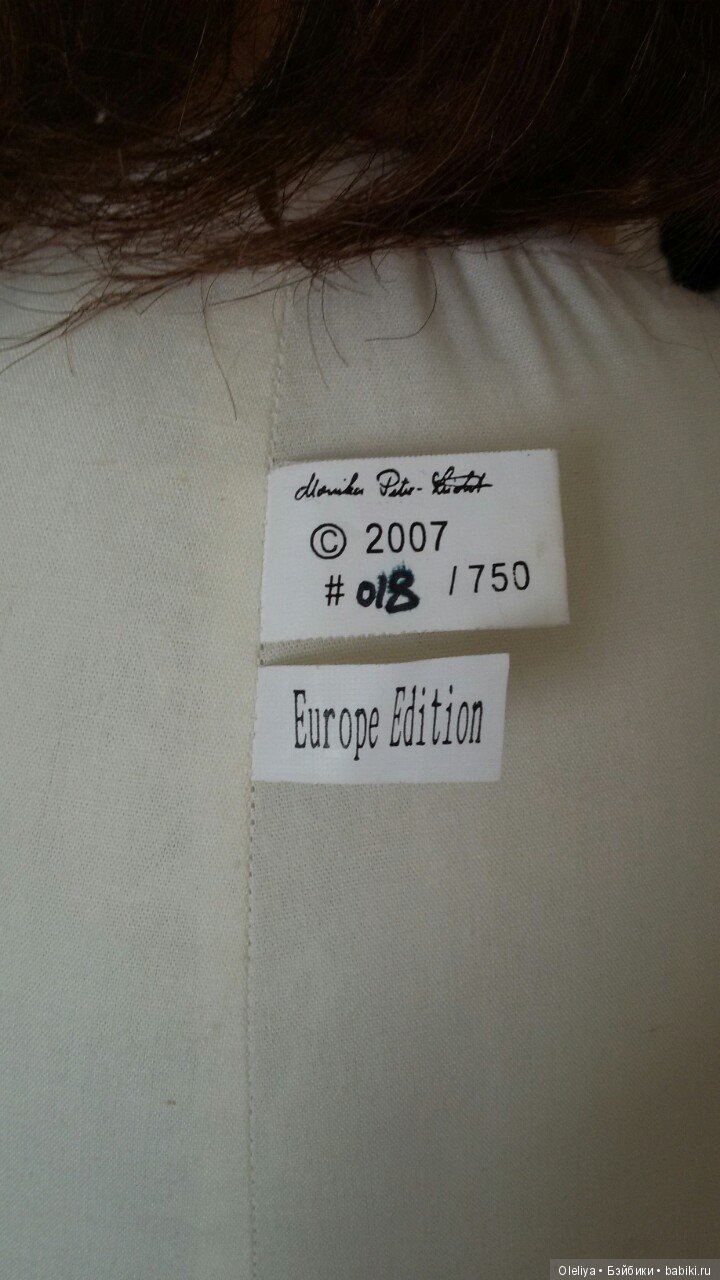 Monika Peter-Leicht
© 2007
# 018 / 750
Europe Edition
Oleliya • Бэйбики • babiki.ru